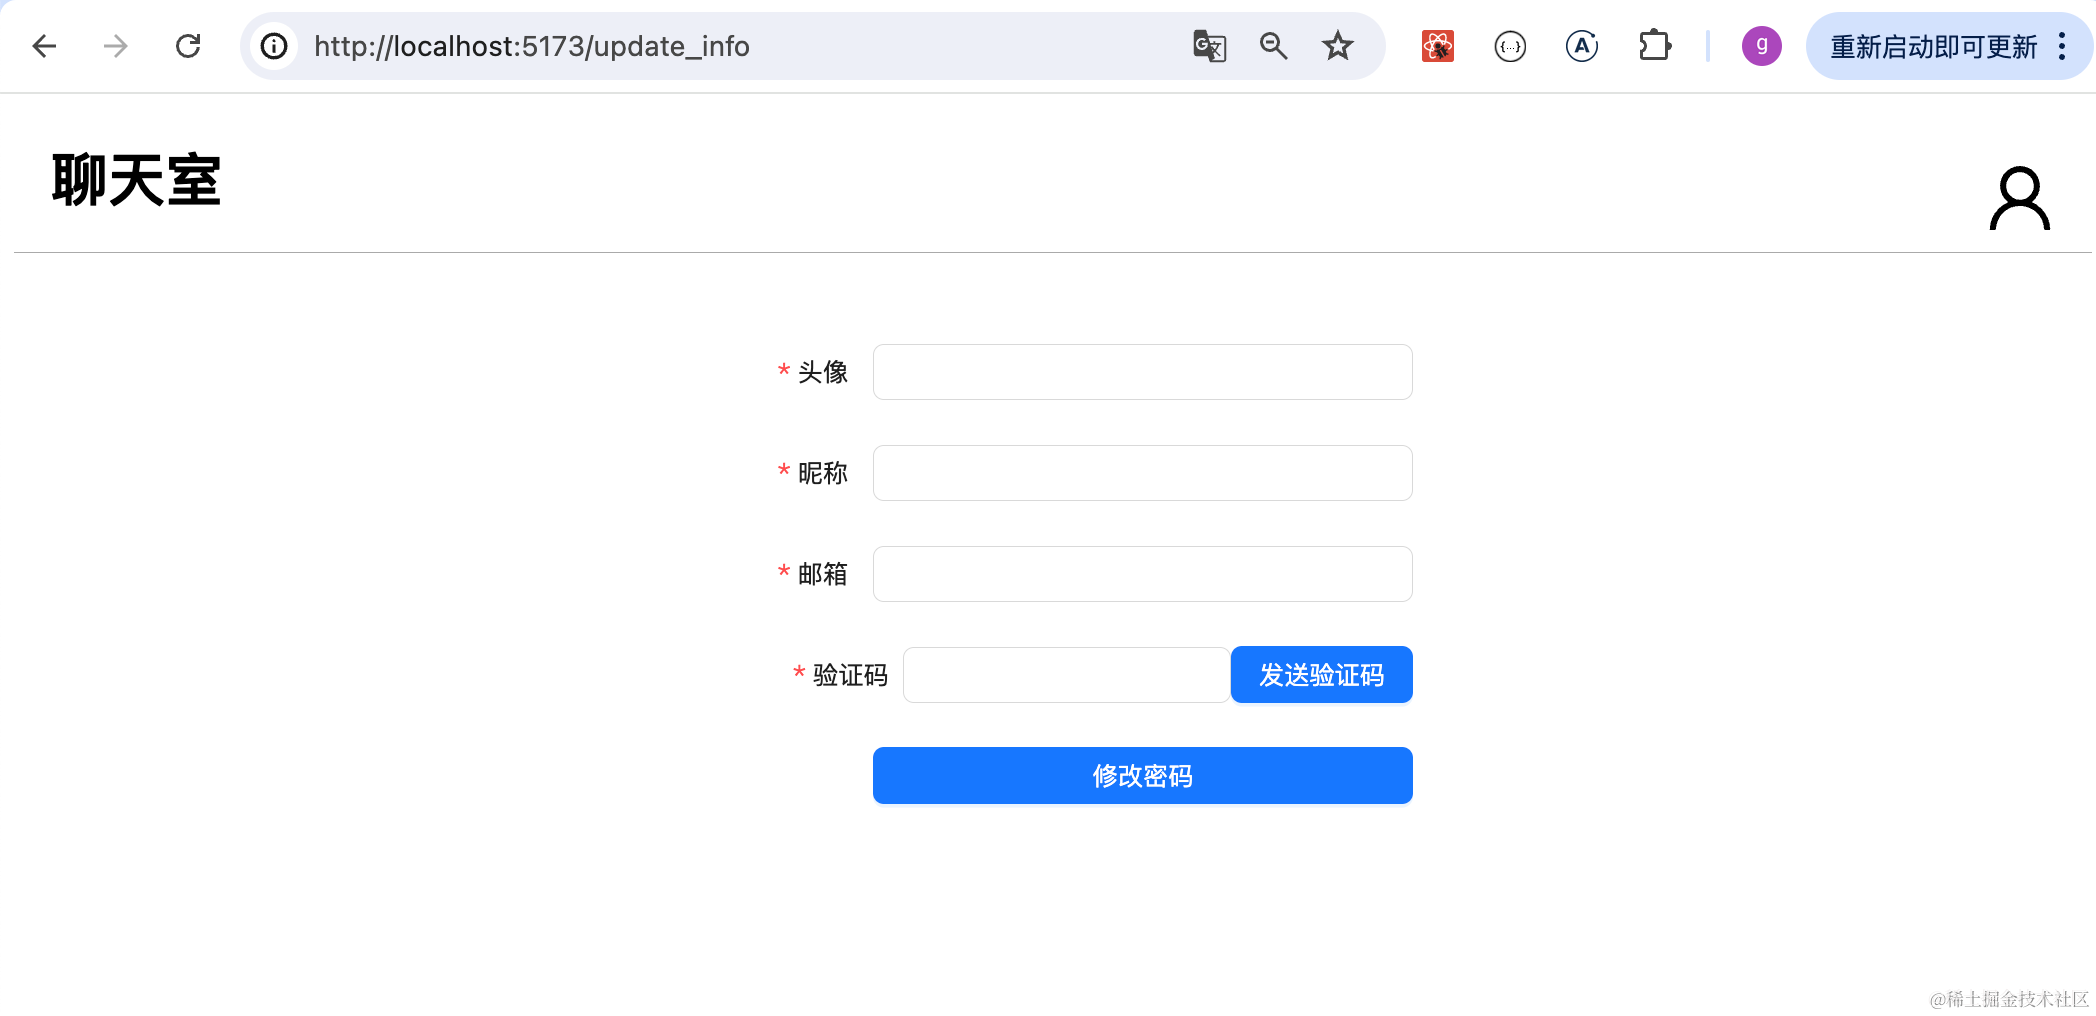 http://localhost:5173/update_info
g
重新启动即可更新
聊天室
* 头像
* 昵称
* 邮箱
* 验证码 发送验证码
修改密码
@稀土掘金技术社区